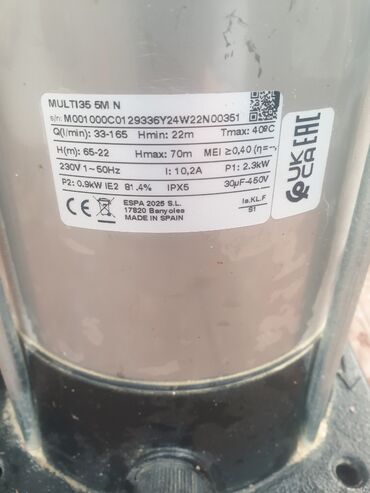 MULTI35 5M N
s/n: M001000C0129336Y24W22N00351
Q(l/min): 33-165 Hmin: 22m Tmax: 40ºC
H(m): 65-22 Hmax: 70m MEI ≥0,40 (η=--,
230V 1~50Hz I: 10,2A P1: 2.3kW
P2: 0.9kW IE2 81.4% IPX5 30µF-450V
CE
ESPA 2025 S.L.
17820 Banyoles
MADE IN SPAIN
Is.KL.F
S1
UK
CA
EAC